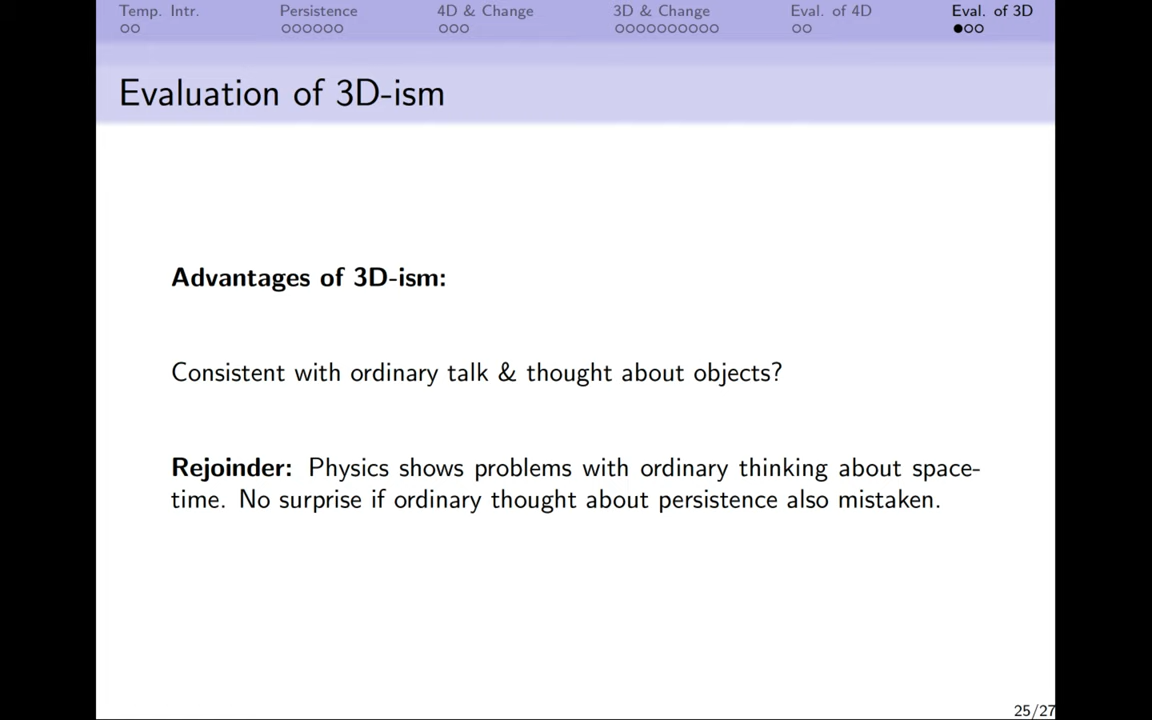 Temp. Intr. Persistence 4D & Change 3D & Change Eval. of 4D Eval. of 3D
Evaluation of 3D-ism
Advantages of 3D-ism:
Consistent with ordinary talk & thought about objects?
Rejoinder: Physics shows problems with ordinary thinking about space-
time. No surprise if ordinary thought about persistence also mistaken.
25/27